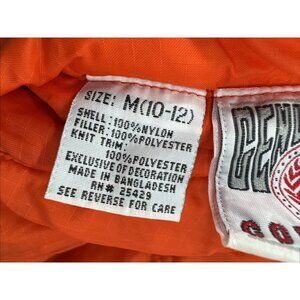 SIZE: M(10-12)
SHELL: 100%NYLON
FILLER: 100%POLYESTER
KNIT TRIM:
100%POLYESTER
EXCLUSIVE OF DECORATION
MADE IN BANGLADESH
RN# 25429
SEE REVERSE FOR CARE